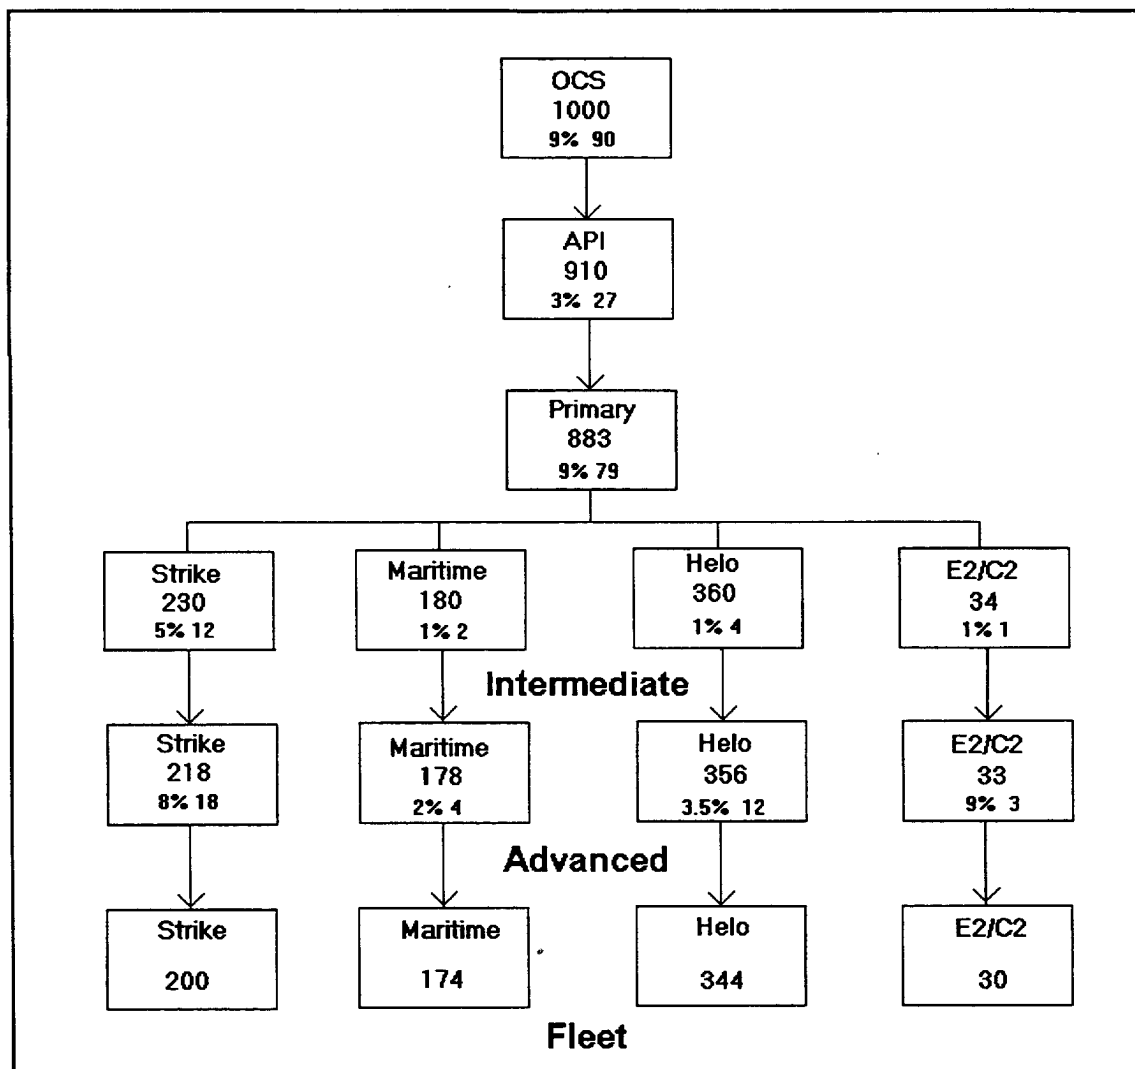 OCS
1000
9% 90
API
910
3% 27
Primary
883
9% 79
Strike
230
5% 12
Maritime
180
1% 2
Helo
360
1% 4
E2/C2
34
1% 1
Intermediate
Strike
218
8% 18
Maritime
178
2% 4
Helo
356
3.5% 12
E2/C2
33
9% 3
Advanced
Strike
200
Maritime
174
Helo
344
E2/C2
30
Fleet